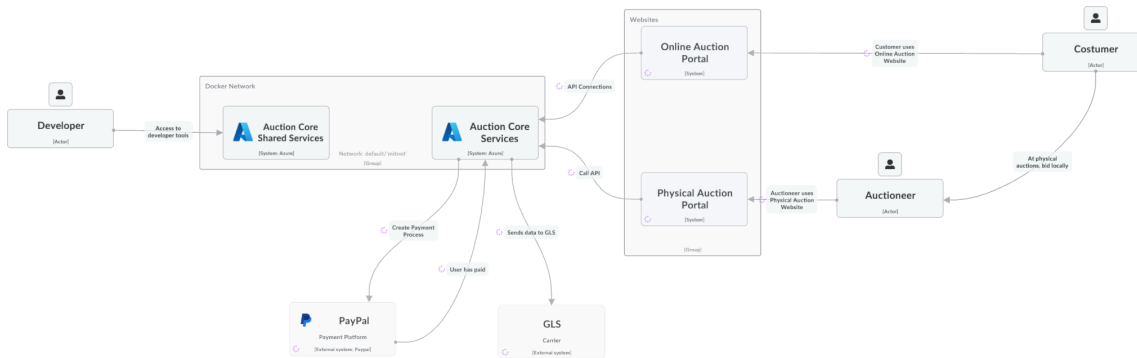 Websites
Online Auction
Portal
[System]
Customer uses
Online Auction
Website
Costumer
[Actor]
Docker Network
API Connections
Developer
[Actor]
Access to
developer tools
Auction Core
Shared Services
[System: Azure]
Auction Core
Services
[System: Azure]
Network: default/ mitnet
[Group]
Call API
Physical Auction
Portal
[System]
[Group]
Auctioneer uses
Physical Auction
Website
Auctioneer
[Actor]
At physical
auctions, bid locally
Create Payment
Process
Sends data to GLS
User has paid
PayPal
Payment Platform
[External system: Paypal]
GLS
Carrier
[External system]